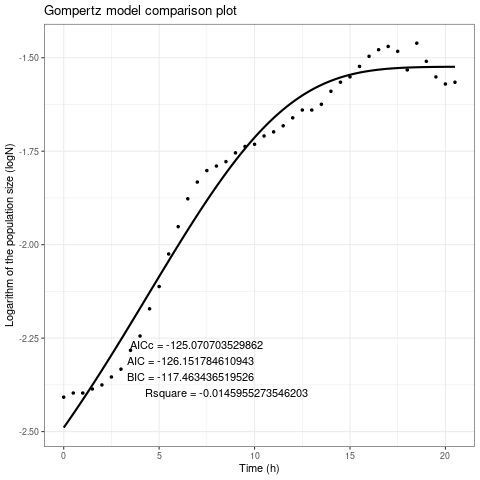 Gompertz model comparison plot
Logarithm of the population size (logN)
-1.50
-1.75
-2.00
-2.25
-2.50
AICc = -125.070703529862
AIC = -126.151784610943
BIC = -117.463436519526
Rsquare = -0.0145955273546203
0 5 10 15 20
Time (h)